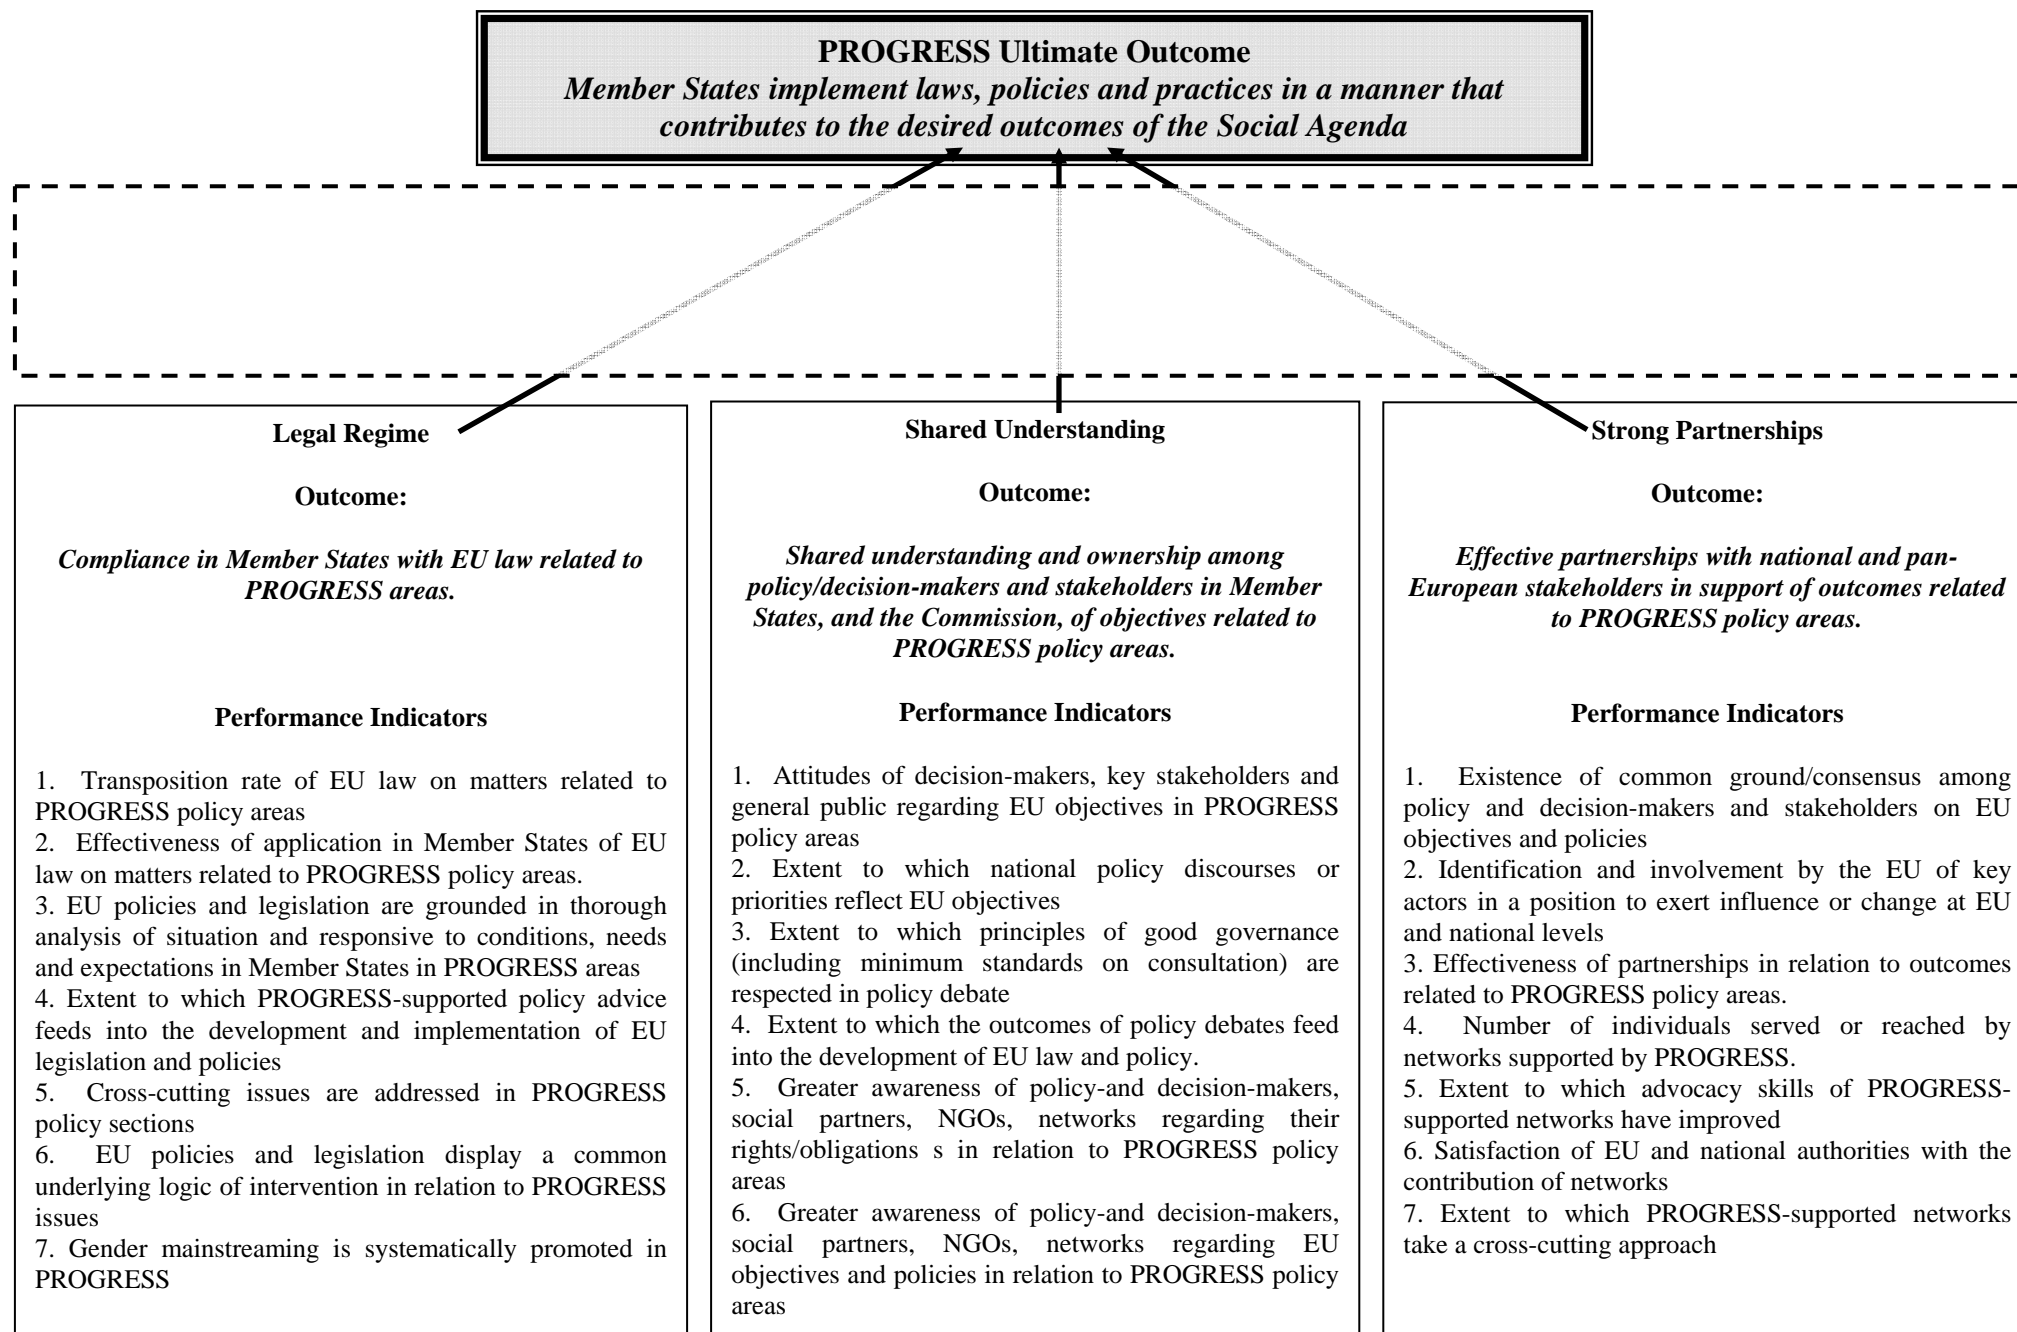 PROGRESS Ultimate Outcome
Member States implement laws, policies and practices in a manner that
contributes to the desired outcomes of the Social Agenda
Legal Regime
Outcome:
Compliance in Member States with EU law related to
PROGRESS areas.
Performance Indicators
1. Transposition rate of EU law on matters related to
PROGRESS policy areas
2. Effectiveness of application in Member States of EU
law on matters related to PROGRESS policy areas.
3. EU policies and legislation are grounded in thorough
analysis of situation and responsive to conditions, needs
and expectations in Member States in PROGRESS areas
4. Extent to which PROGRESS-supported policy advice
feeds into the development and implementation of EU
legislation and policies
5. Cross-cutting issues are addressed in PROGRESS
policy sections
6. EU policies and legislation display a common
underlying logic of intervention in relation to PROGRESS
issues
7. Gender mainstreaming is systematically promoted in
PROGRESS
Shared Understanding
Outcome:
Shared understanding and ownership among
policy/decision-makers and stakeholders in Member
States, and the Commission, of objectives related to
PROGRESS policy areas.
Performance Indicators
1. Attitudes of decision-makers, key stakeholders and
general public regarding EU objectives in PROGRESS
policy areas
2. Extent to which national policy discourses or
priorities reflect EU objectives
3. Extent to which principles of good governance
(including minimum standards on consultation) are
respected in policy debate
4. Extent to which the outcomes of policy debates feed
into the development of EU law and policy.
5. Greater awareness of policy-and decision-makers,
social partners, NGOs, networks regarding their
rights/obligations s in relation to PROGRESS policy
areas
6. Greater awareness of policy-and decision-makers,
social partners, NGOs, networks regarding EU
objectives and policies in relation to PROGRESS policy
areas
Strong Partnerships
Outcome:
Effective partnerships with national and pan-
European stakeholders in support of outcomes related
to PROGRESS policy areas.
Performance Indicators
1. Existence of common ground/consensus among
policy and decision-makers and stakeholders on EU
objectives and policies
2. Identification and involvement by the EU of key
actors in a position to exert influence or change at EU
and national levels
3. Effectiveness of partnerships in relation to outcomes
related to PROGRESS policy areas.
4. Number of individuals served or reached by
networks supported by PROGRESS.
5. Extent to which advocacy skills of PROGRESS-
supported networks have improved
6. Satisfaction of EU and national authorities with the
contribution of networks
7. Extent to which PROGRESS-supported networks
take a cross-cutting approach